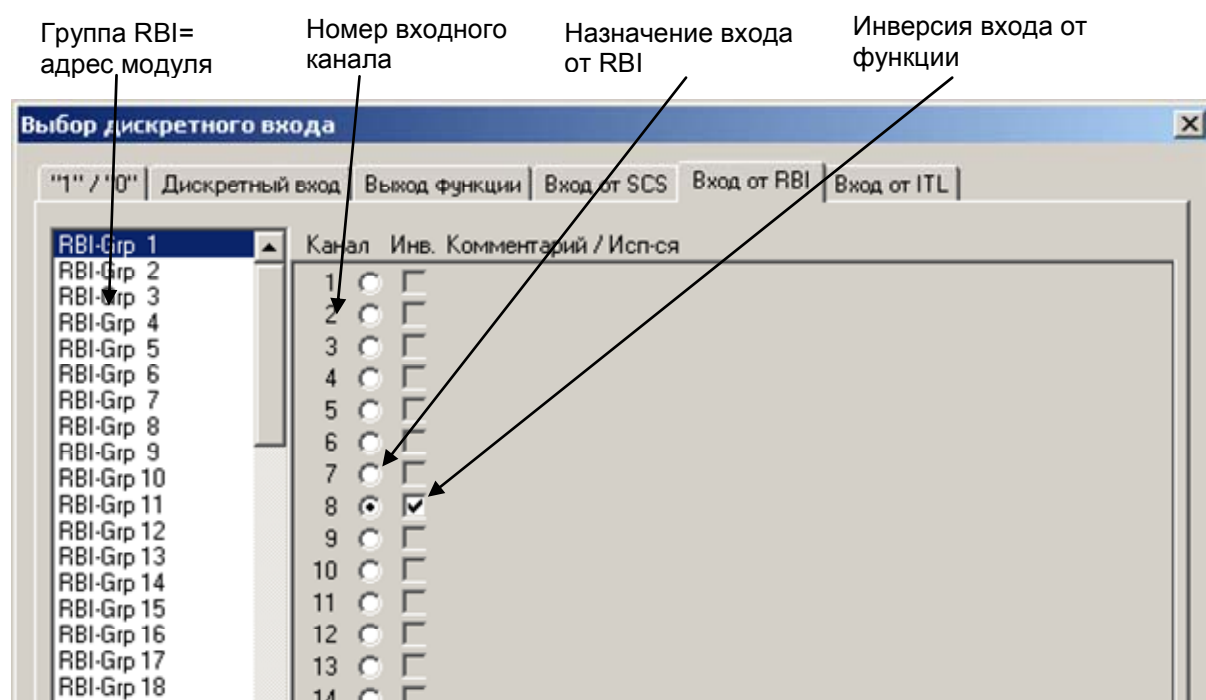 Группа RBI=
адрес модуля
Номер входного
канала
Назначение входа
от RBI
Инверсия входа от
функции
Выбор дискретного входа
"1" / "0" Дискретный вход Выход функции Вход от SCS Вход от RBI Вход от ITL
Канал Инв. Комментарий / Исп-ся
RBI-Grp 1
RBI-Grp 2
RBI-Grp 3
RBI-Grp 4
RBI-Grp 5
RBI-Grp 6
RBI-Grp 7
RBI-Grp 8
RBI-Grp 9
RBI-Grp 10
RBI-Grp 11
RBI-Grp 12
RBI-Grp 13
RBI-Grp 14
RBI-Grp 15
RBI-Grp 16
RBI-Grp 17
RBI-Grp 18
1
2
3
4
5
6
7
8
9
10
11
12
13
14